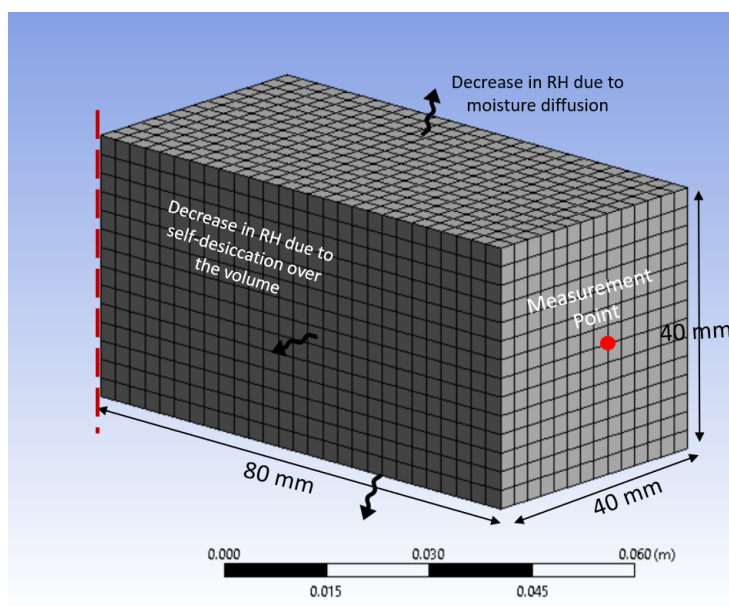 Decrease in RH due to
moisture diffusion
Decrease in RH due to
self-desiccation over
the volume
Measurement
Point
40 mm
80 mm
40 mm
0.000
0.030
0.060 (m)
0.015
0.045